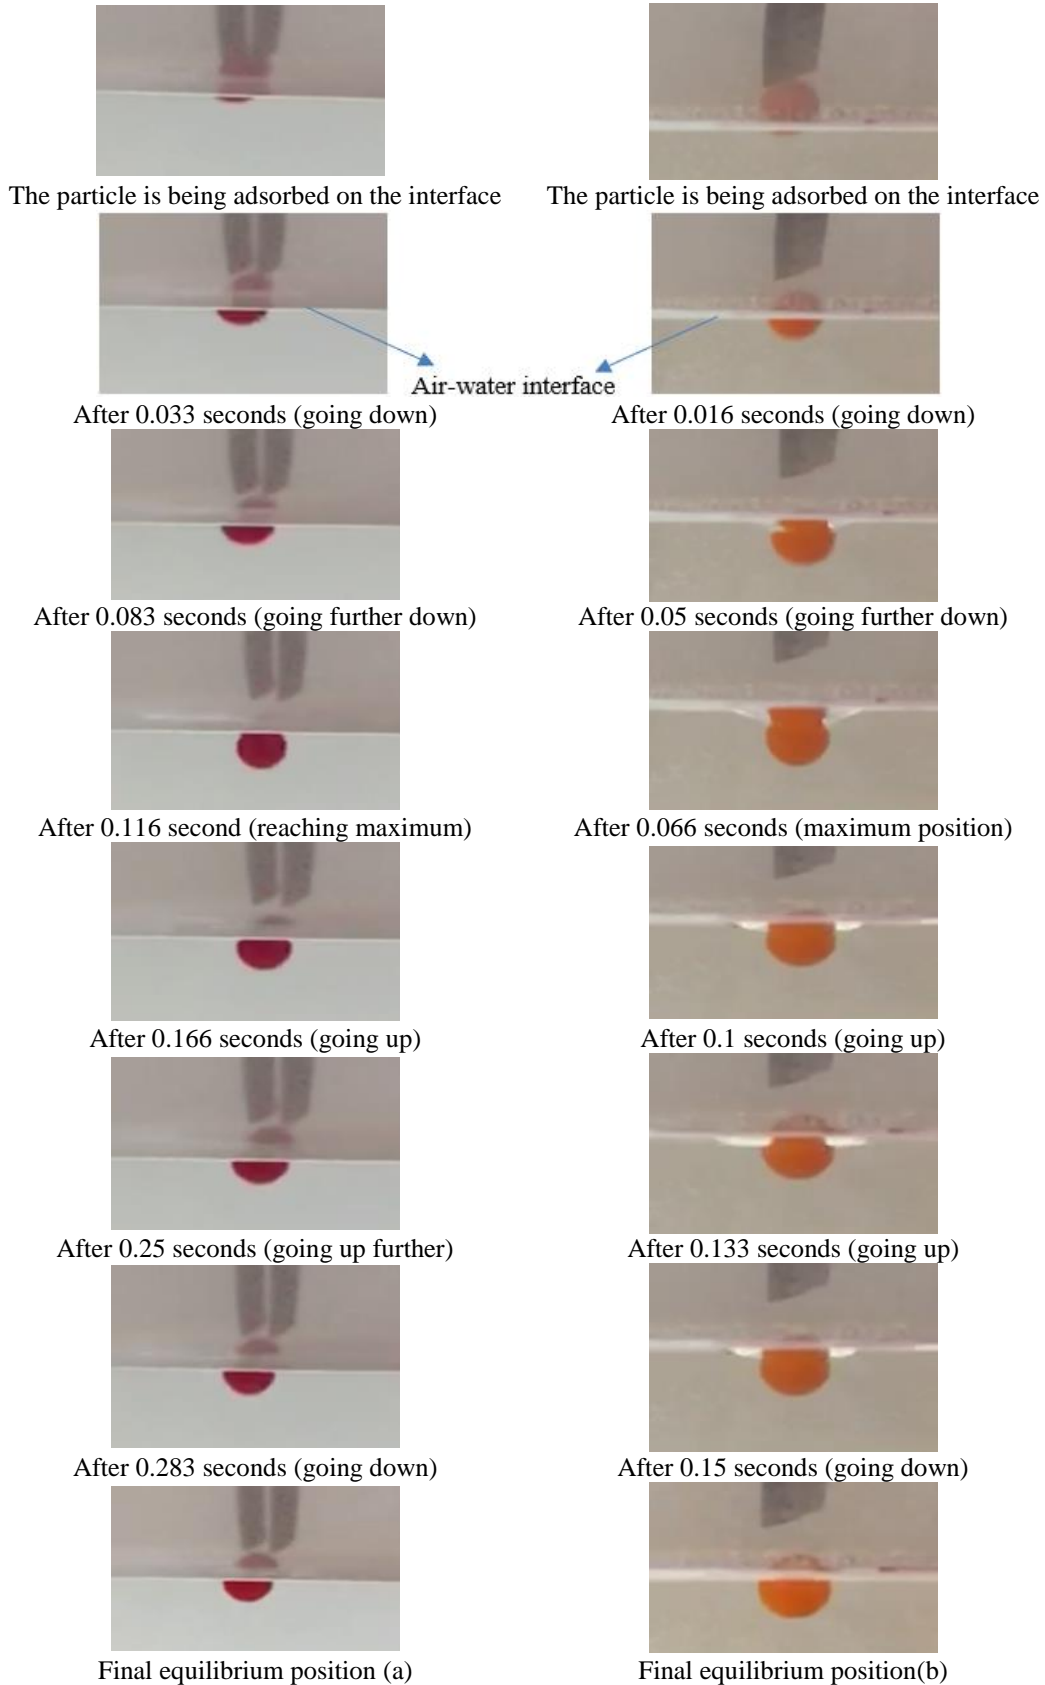 The particle is being adsorbed on the interface
The particle is being adsorbed on the interface
Air-water interface
After 0.033 seconds (going down)
After 0.016 seconds (going down)
After 0.083 seconds (going further down)
After 0.05 seconds (going further down)
After 0.116 second (reaching maximum)
After 0.066 seconds (maximum position)
After 0.166 seconds (going up)
After 0.1 seconds (going up)
After 0.25 seconds (going up further)
After 0.133 seconds (going up)
After 0.283 seconds (going down)
After 0.15 seconds (going down)
Final equilibrium position (a)
Final equilibrium position(b)